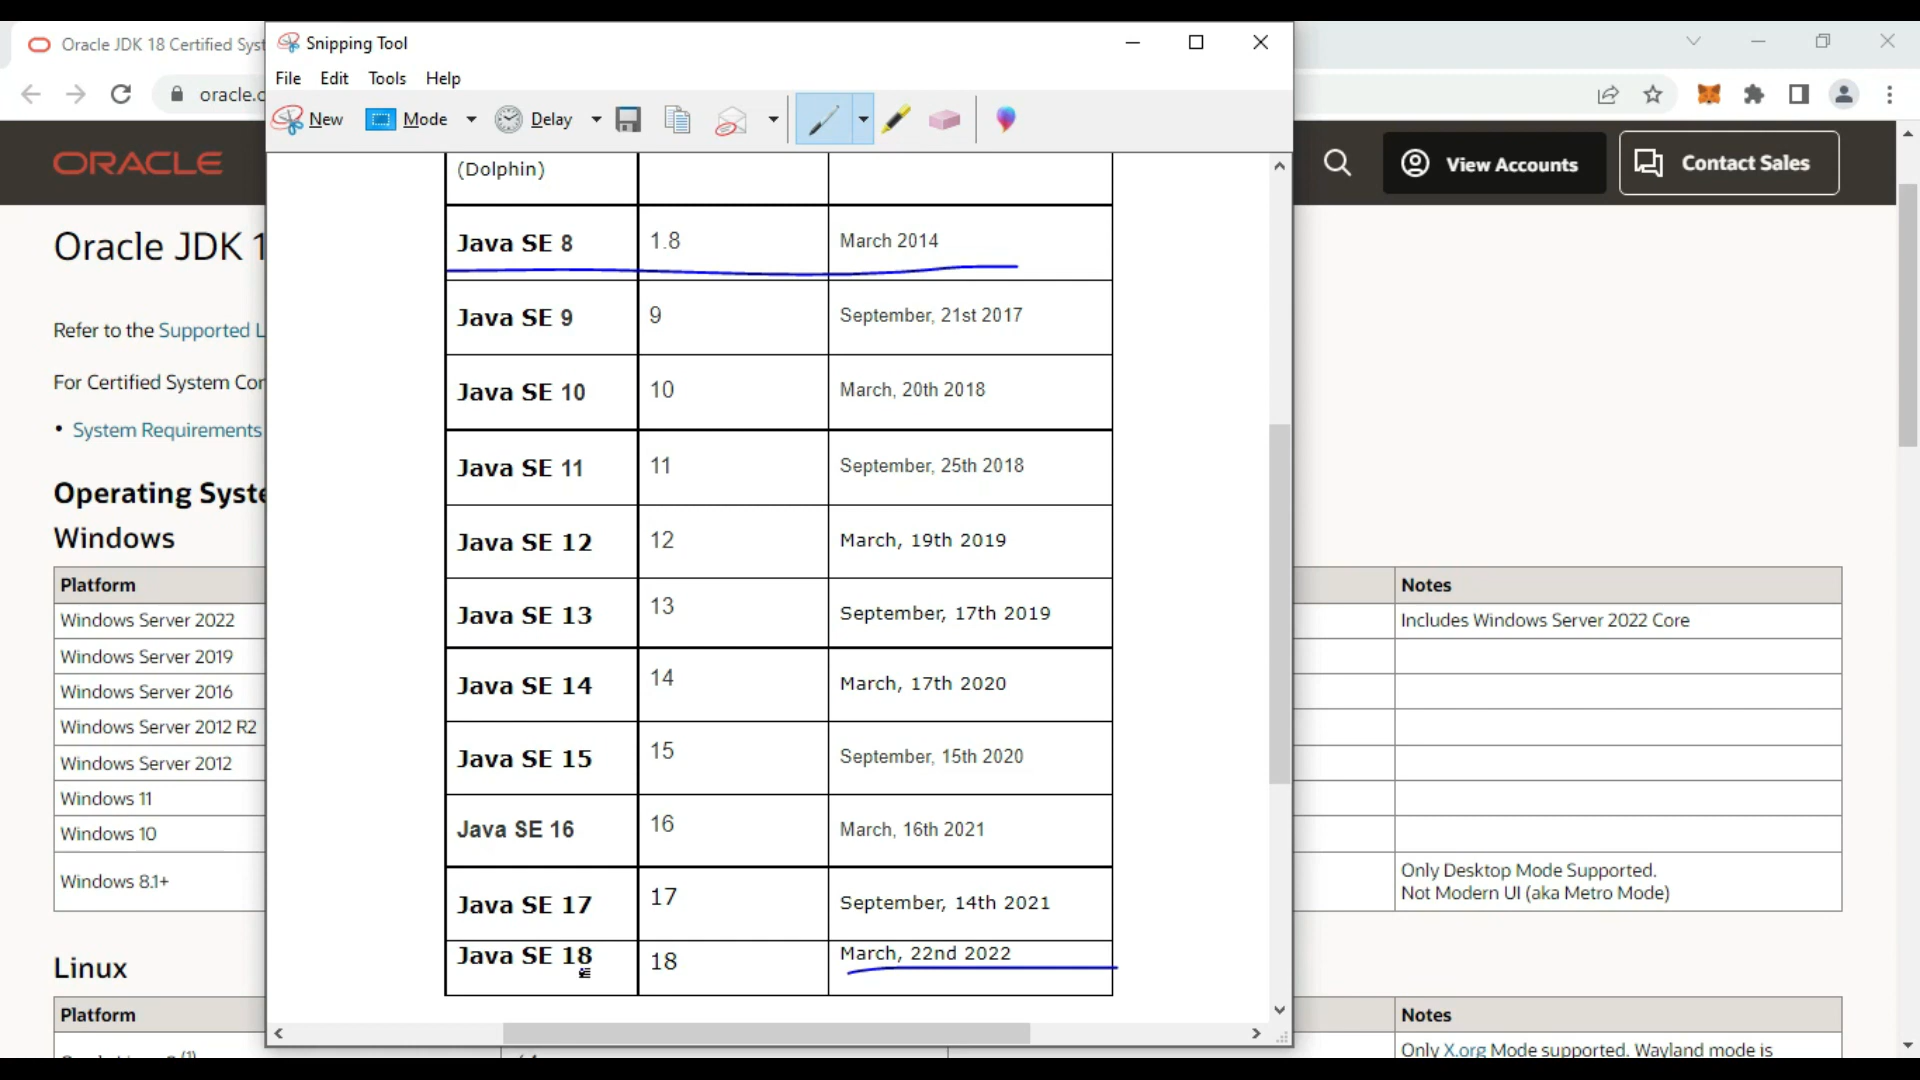 Oracle JDK 18 Certified Syst
oracle.c
Snipping Tool
File Edit Tools Help
New Mode Delay
ORACLE
View Accounts
Contact Sales
Oracle JDK 1
Refer to the Supported L
For Certified System Con
• System Requirements
Operating Syste
Windows
Platform
Windows Server 2022
Windows Server 2019
Windows Server 2016
Windows Server 2012 R2
Windows Server 2012
Windows 11
Windows 10
Windows 8.1+
Linux
Platform
(Dolphin)
Java SE 8 1.8 March 2014
Java SE 9 9 September, 21st 2017
Java SE 10 10 March, 20th 2018
Java SE 11 11 September, 25th 2018
Java SE 12 12 March, 19th 2019
Java SE 13 13 September, 17th 2019
Java SE 14 14 March, 17th 2020
Java SE 15 15 September, 15th 2020
Java SE 16 16 March, 16th 2021
Java SE 17 17 September, 14th 2021
Java SE 18 18 March, 22nd 2022
Notes
Includes Windows Server 2022 Core
Only Desktop Mode Supported.
Not Modern UI (aka Metro Mode)
Notes
Only X.org Mode supported. Wayland mode is